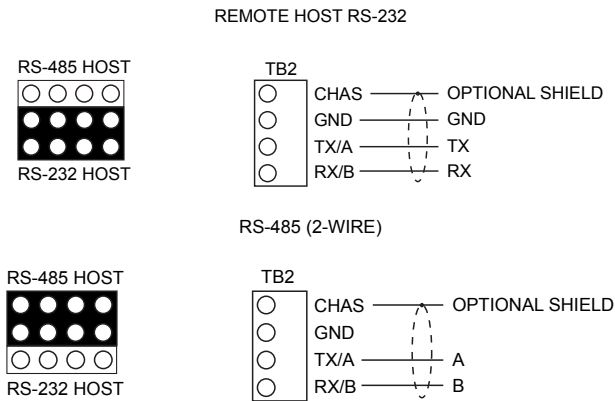 REMOTE HOST RS-232
RS-485 HOST
RS-232 HOST
TB2
CHAS OPTIONAL SHIELD
GND GND
TX/A TX
RX/B RX
RS-485 (2-WIRE)
RS-485 HOST
RS-232 HOST
TB2
CHAS OPTIONAL SHIELD
GND
TX/A A
RX/B B